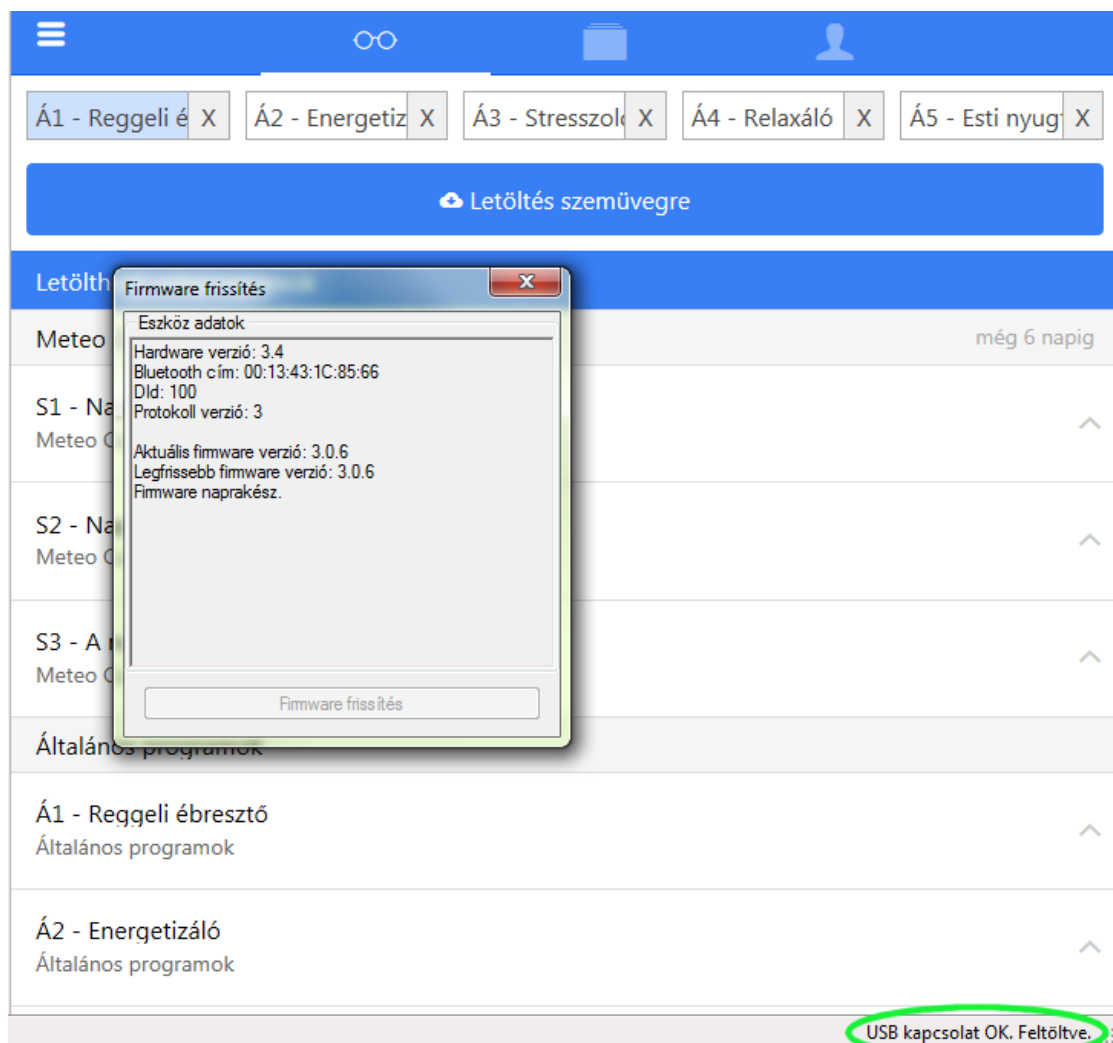 Á1 - Reggeli é X Á2 - Energetiz X Á3 - Stresszol X Á4 - Relaxáló X Á5 - Esti nyug X
Letöltés szemüvegre
Letölth
Firmware frissítés
Eszköz adatok
Hardware verzió: 3.4
Bluetooth cím: 00:13:43:1C:85:66
DId: 100
Protokoll verzió: 3
Aktuális firmware verzió: 3.0.6
Legfrissebb firmware verzió: 3.0.6
Firmware naprakész.
Firmware frissítés
Meteo
még 6 napig
S1 - Na
Meteo
S2 - Na
Meteo
S3 - A
Meteo
Általános programok
Á1 - Reggeli ébresztő
Általános programok
Á2 - Energetizáló
Általános programok
USB kapcsolat OK. Feltöltve.